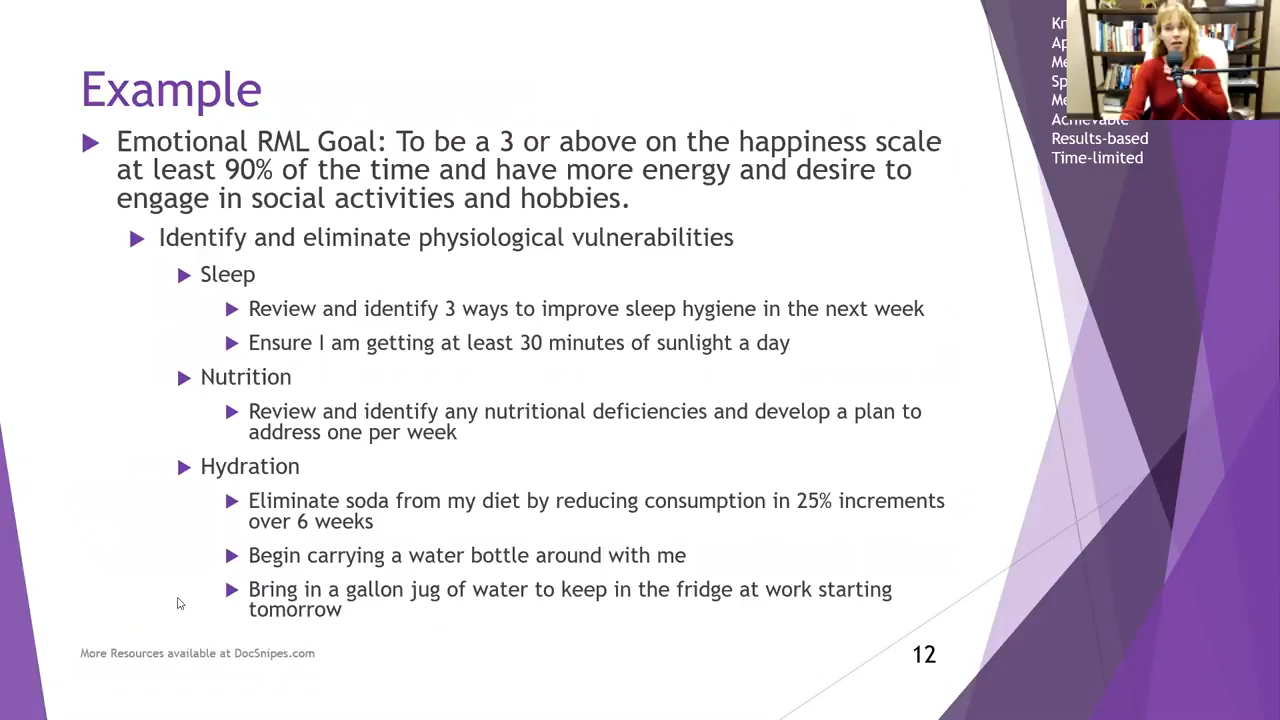 Example
Emotional RML Goal: To be a 3 or above on the happiness scale
at least 90% of the time and have more energy and desire to
engage in social activities and hobbies.
Identify and eliminate physiological vulnerabilities
Sleep
Review and identify 3 ways to improve sleep hygiene in the next week
Ensure I am getting at least 30 minutes of sunlight a day
Nutrition
Review and identify any nutritional deficiencies and develop a plan to
address one per week
Hydration
Eliminate soda from my diet by reducing consumption in 25% increments
over 6 weeks
Begin carrying a water bottle around with me
Bring in a gallon jug of water to keep in the fridge at work starting
tomorrow
More Resources available at DocSnipes.com
12
Achievable
Results-based
Time-limited